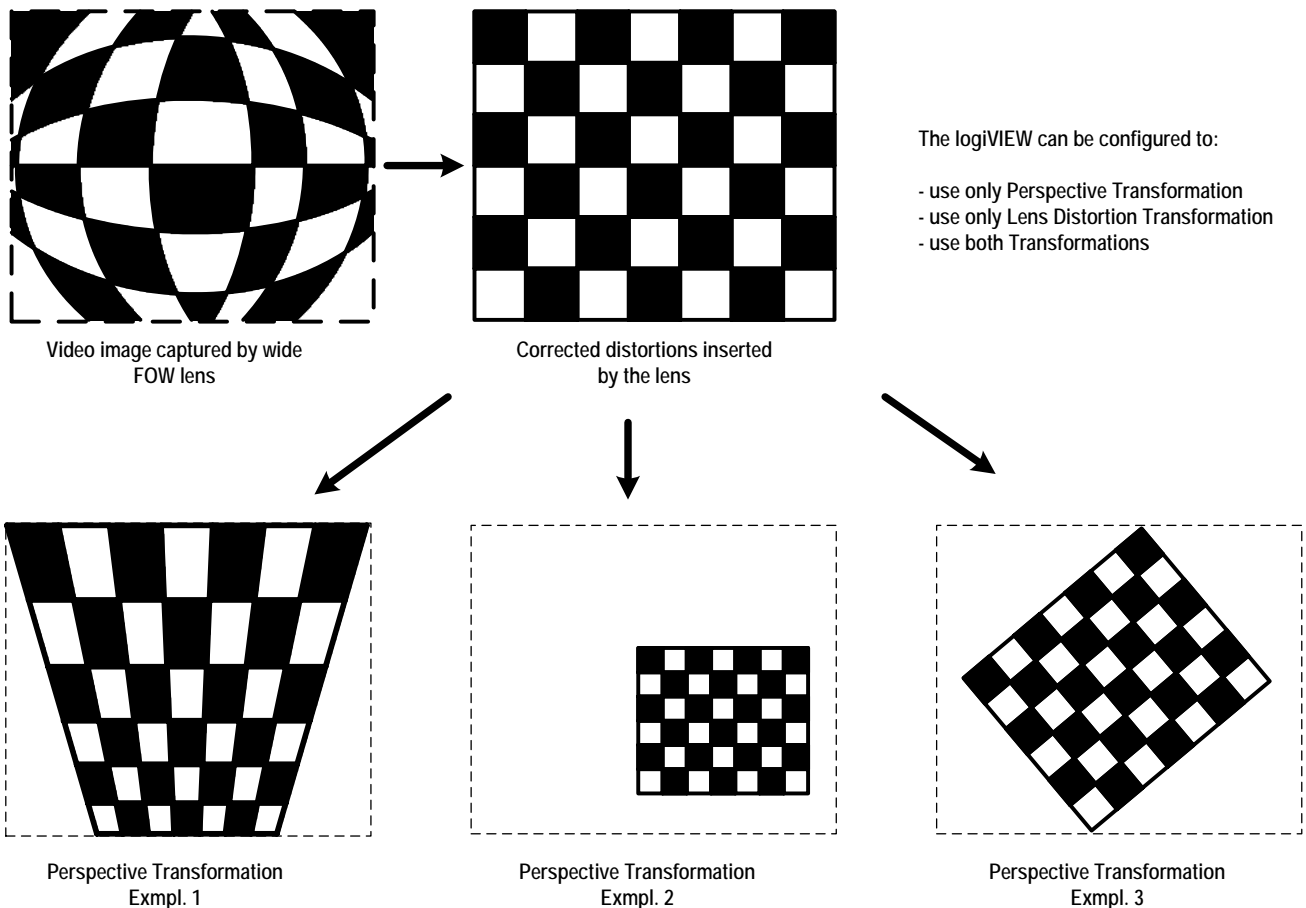 The logiVIEW can be configured to:
- use only Perspective Transformation
- use only Lens Distortion Transformation
- use both Transformations
Video image captured by wide
FOW lens
Corrected distortions inserted
by the lens
Perspective Transformation
Exmpl. 1
Perspective Transformation
Exmpl. 2
Perspective Transformation
Exmpl. 3